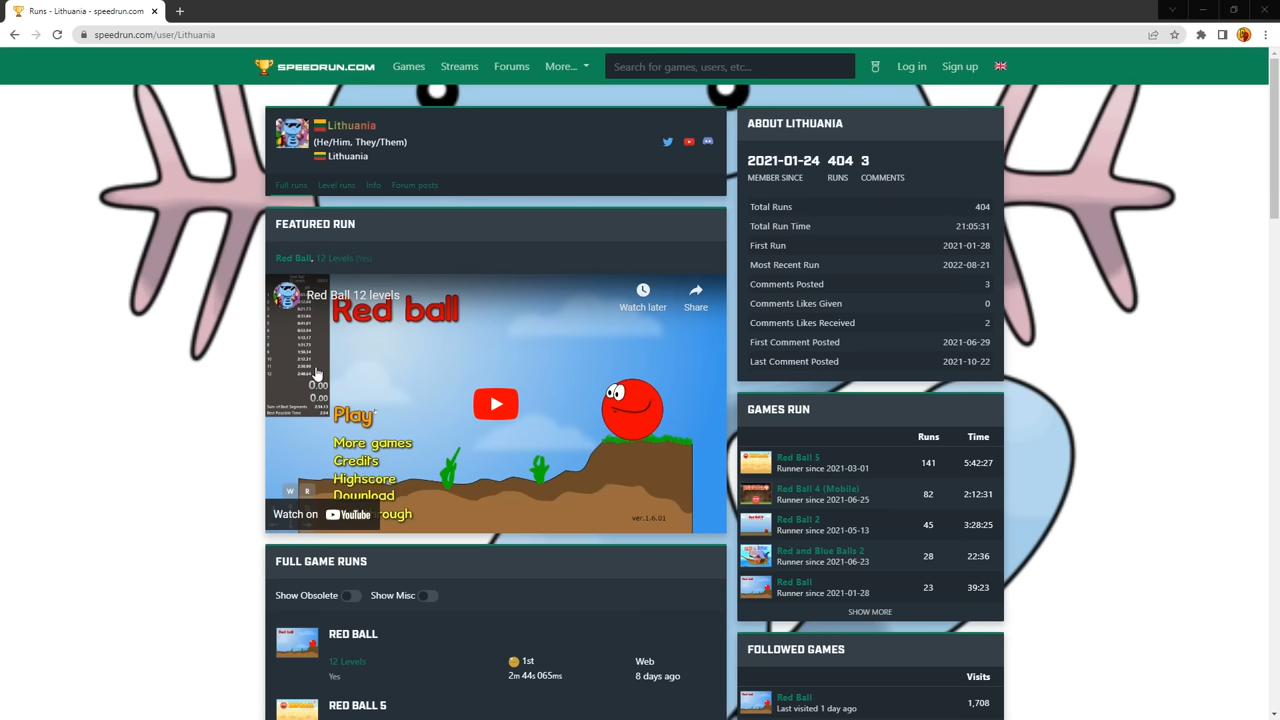 Runs - Lithuania - speedrun.com
speedrun.com/user/Lithuania
SPEEDRUN.COM
Games
Streams
Forums
More...
Search for games, users, etc...
Log in
Sign up
Lithuania
(He/Him, They/Them)
Lithuania
Full runs
Level runs
Info
Forum posts
FEATURED RUN
Red Ball, 12 Levels (Yes)
Red Ball 12 levels
Watch later
Share
Red ball
0.00
0.00
Play
More games
Credits
Highscore
Download
W R
Watch on YouTube
ver.1.6.01
FULL GAME RUNS
Show Obsolete
Show Misc
RED BALL
12 Levels
Yes
1st
2m 44s 065ms
Web
8 days ago
RED BALL 5
ABOUT LITHUANIA
2021-01-24 404 3
MEMBER SINCE RUNS COMMENTS
Total Runs 404
Total Run Time 21:05:31
First Run 2021-01-28
Most Recent Run 2022-08-21
Comments Posted 3
Comments Likes Given 0
Comments Likes Received 2
First Comment Posted 2021-06-29
Last Comment Posted 2021-10-22
GAMES RUN
Runs Time
Red Ball 5
Runner since 2021-03-01
141 5:42:27
Red Ball 4 (Mobile)
Runner since 2021-06-25
82 2:12:31
Red Ball 2
Runner since 2021-05-13
45 3:28:25
Red and Blue Balls 2
Runner since 2021-06-23
28 22:36
Red Ball
Runner since 2021-01-28
23 39:23
SHOW MORE
FOLLOWED GAMES
Visits
Red Ball
Last visited 1 day ago
1,708